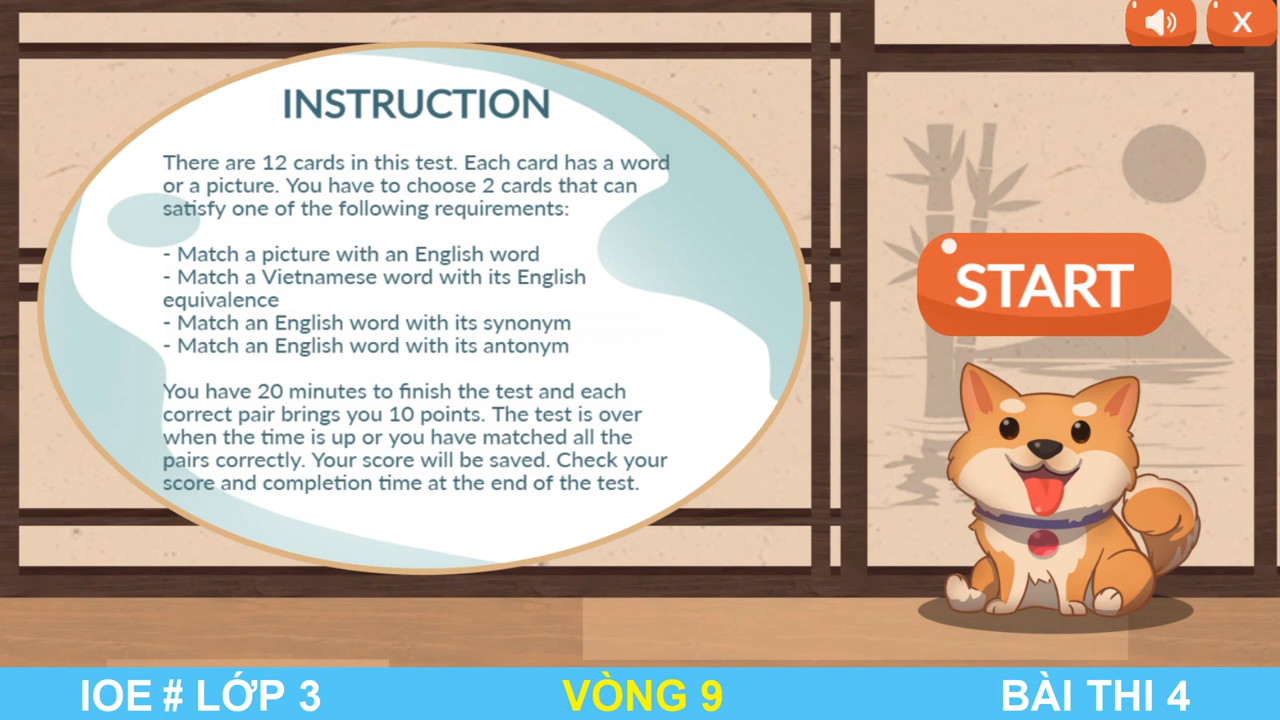 X
INSTRUCTION
There are 12 cards in this test. Each card has a word
or a picture. You have to choose 2 cards that can
satisfy one of the following requirements:
- Match a picture with an English word
- Match a Vietnamese word with its English
equivalence
- Match an English word with its synonym
- Match an English word with its antonym
You have 20 minutes to finish the test and each
correct pair brings you 10 points. The test is over
when the time is up or you have matched all the
pairs correctly. Your score will be saved. Check your
score and completion time at the end of the test.
START
IOE # LỚP 3
VÒNG 9
BÀI THI 4